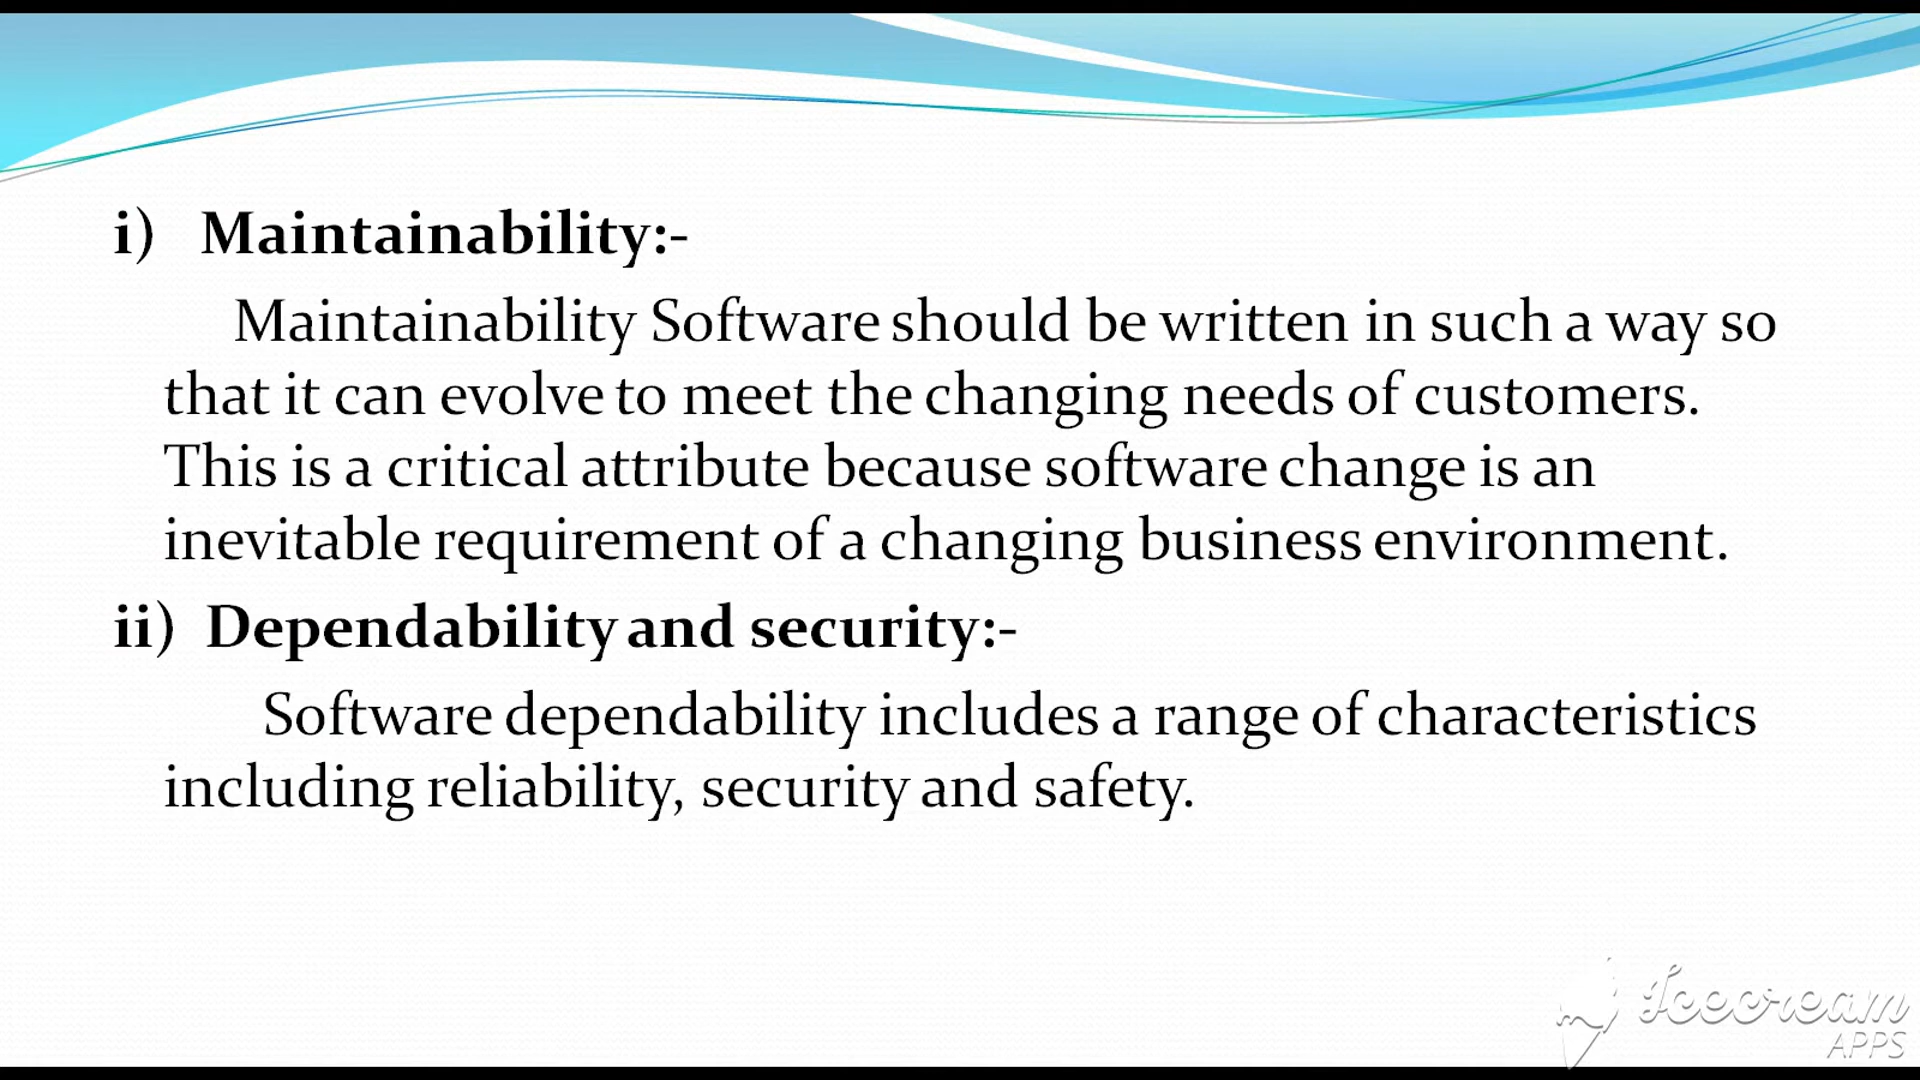 i) Maintainability:-
Maintainability Software should be written in such a way so
that it can evolve to meet the changing needs of customers.
This is a critical attribute because software change is an
inevitable requirement of a changing business environment.
ii) Dependability and security:-
Software dependability includes a range of characteristics
including reliability, security and safety.
Icecream
APPS